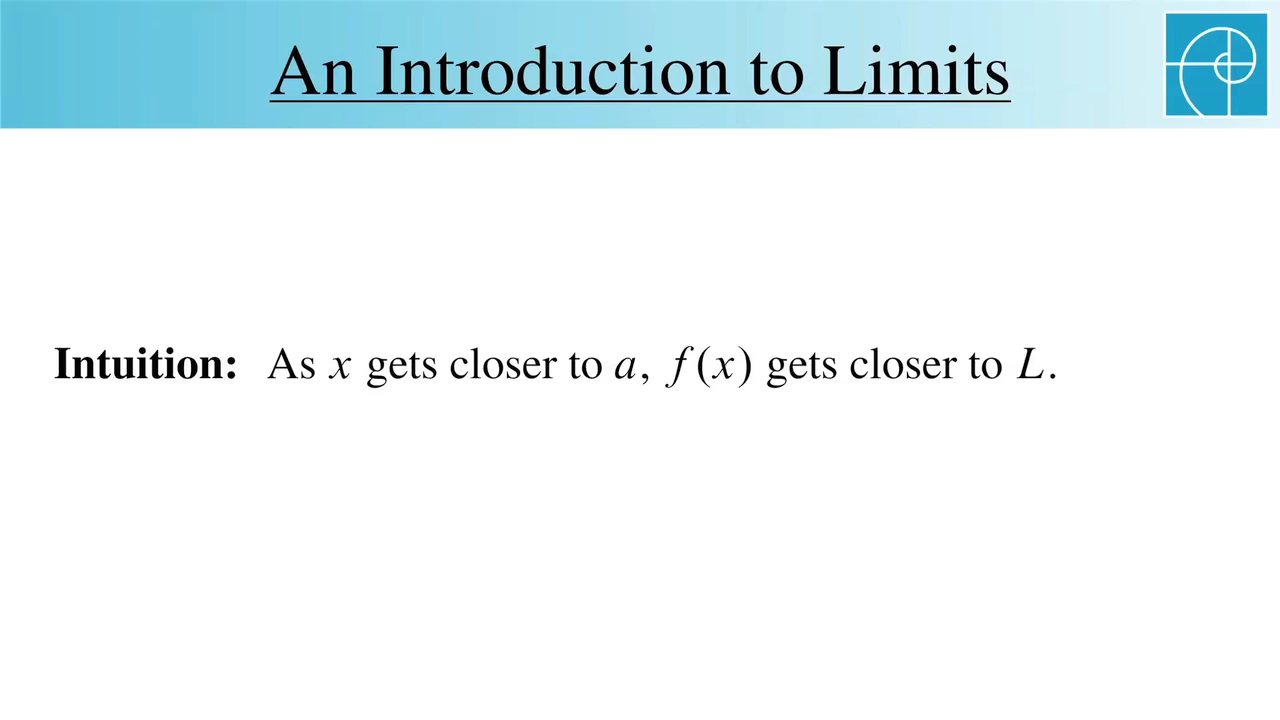 An Introduction to Limits
Intuition: As x gets closer to a, f(x) gets closer to L.